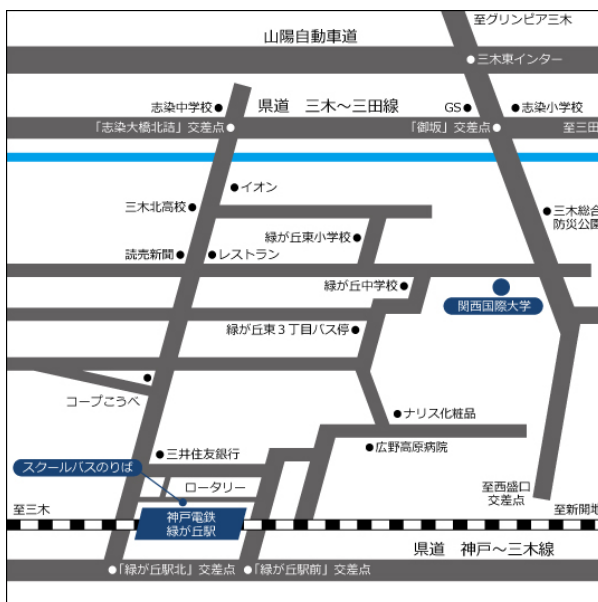 至グリンピア三木
山陽自動車道
三木東インター
志染中学校
県道 三木～三田線
GS
志染小学校
「志染大橋北詰」交差点
「御坂」交差点
至三田
イオン
三木北高校
三木総合
防災公園
緑が丘東小学校
読売新聞
レストラン
緑が丘中学校
関西国際大学
緑が丘東３丁目バス停
コープこうべ
ナリス化粧品
三井住友銀行
広野高原病院
スクールバスのりば
ロータリー
至西盛口
交差点
至三木
神戸電鉄
緑が丘駅
至新開地
県道 神戸～三木線
「緑が丘駅北」交差点
「緑が丘駅前」交差点